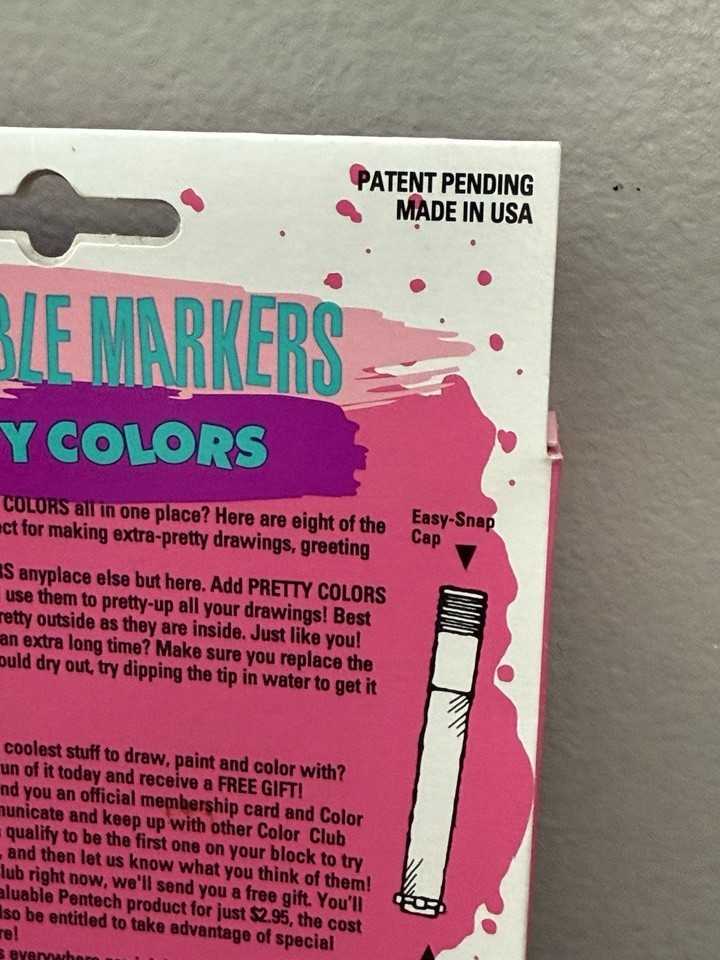 PATENT PENDING
MADE IN USA
BLE MARKERS
Y COLORS
COLORS all in one place? Here are eight of the
ect for making extra-pretty drawings, greeting
Easy-Snap
Cap
RS anyplace else but here. Add PRETTY COLORS
use them to pretty-up all your drawings! Best
retty outside as they are inside. Just like you!
an extra long time? Make sure you replace the
ould dry out, try dipping the tip in water to get it
coolest stuff to draw, paint and color with?
un of it today and receive a FREE GIFT!
nd you an official membership card and Color
municate and keep up with other Color Club
qualify to be the first one on your block to try
, and then let us know what you think of them!
lub right now, we'll send you a free gift. You'll
aluable Pentech product for just $2.95, the cost
lso be entitled to take advantage of special
re!
s everywhere